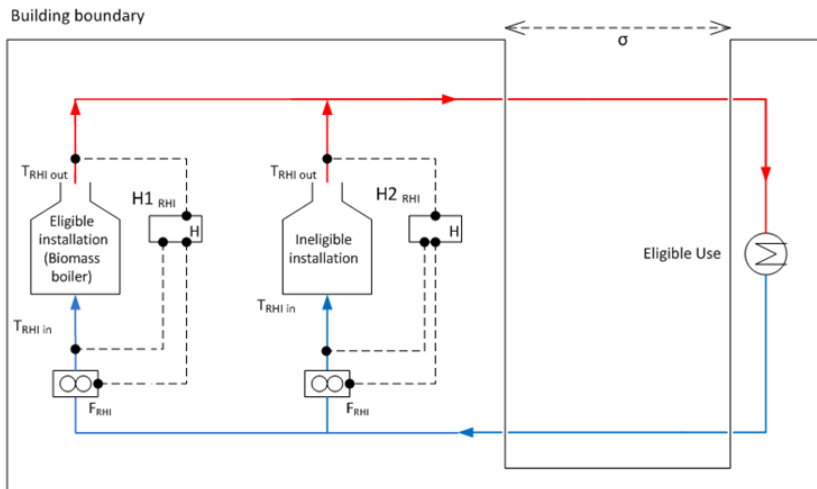 Building boundary
σ
T RHI out
H1 RHI
H
Eligible
installation
(Biomass
boiler)
T RHI in
F RHI
T RHI out
H2 RHI
H
Ineligible
installation
T RHI in
F RHI
Eligible Use